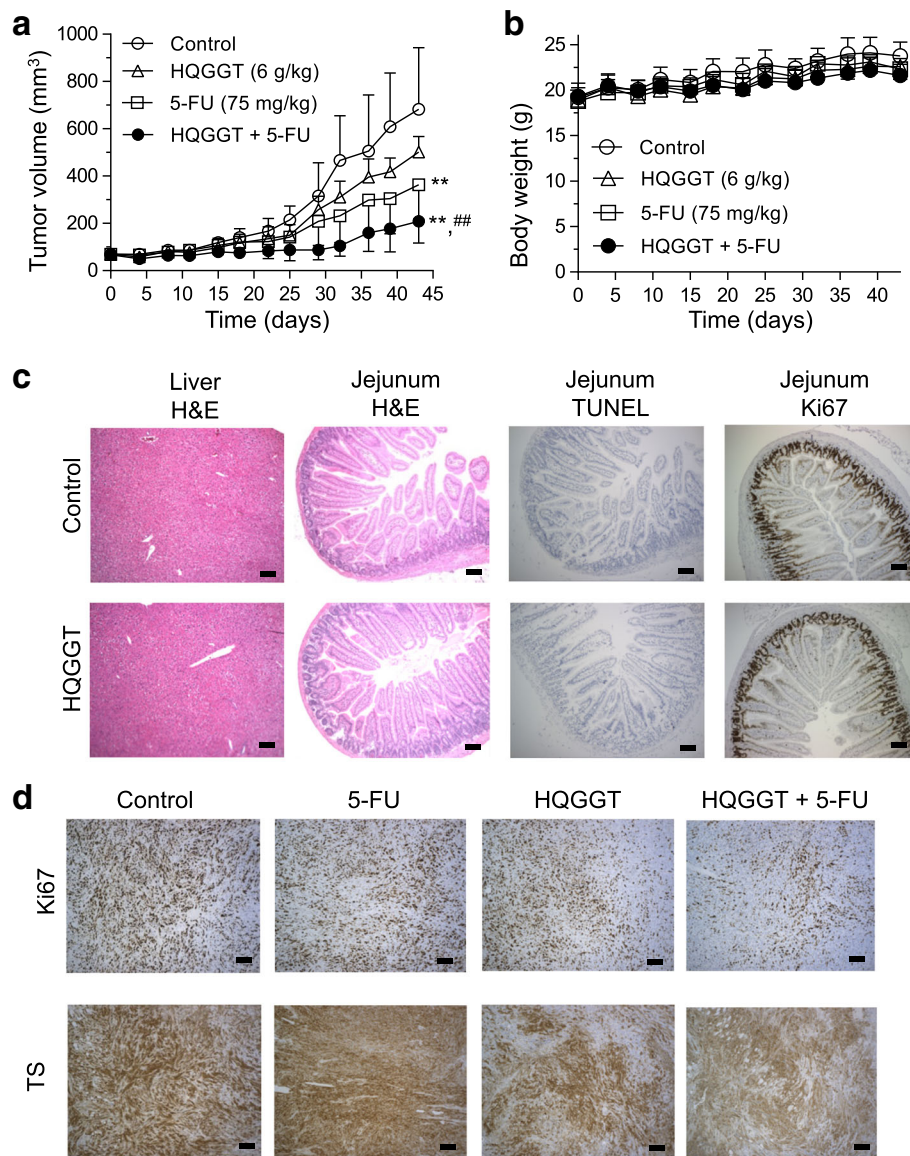 a
Tumor volume (mm³)
1000
800
600
400
200
0
Control
HQGGT (6 g/kg)
5-FU (75 mg/kg)
HQGGT + 5-FU
**
**, ##
0 5 10 15 20 25 30 35 40 45
Time (days)
b
Body weight (g)
25
20
15
10
5
0
Control
HQGGT (6 g/kg)
5-FU (75 mg/kg)
HQGGT + 5-FU
0 5 10 15 20 25 30 35 40
Time (days)
c
Liver
H&E
Jejunum
H&E
Jejunum
TUNEL
Jejunum
Ki67
Control
HQGGT
d
Control 5-FU HQGGT HQGGT + 5-FU
Ki67
TS